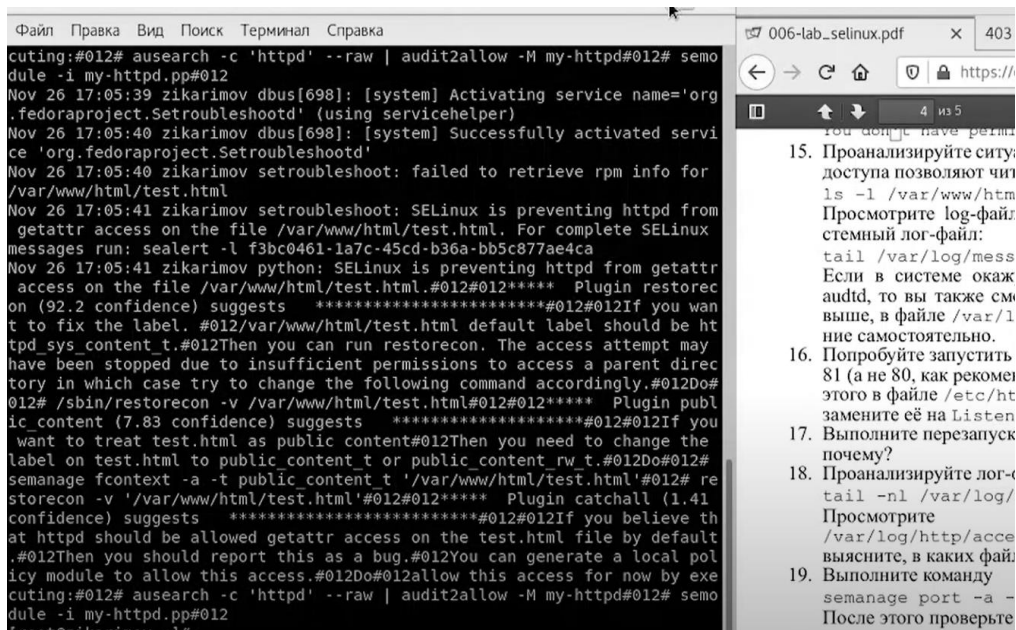 Файл Правка Вид Поиск Терминал Справка
cuting:#012# ausearch -c 'httpd' --raw | audit2allow -M my-httpd#012# semo
dule -i my-httpd.pp#012
Nov 26 17:05:39 zikarimov dbus[698]: [system] Activating service name='org
.fedoraproject.Setroubleshootd' (using servicehelper)
Nov 26 17:05:40 zikarimov dbus[698]: [system] Successfully activated servi
ce 'org.fedoraproject.Setroubleshootd'
Nov 26 17:05:40 zikarimov setroubleshoot: failed to retrieve rpm info for
/var/www/html/test.html
Nov 26 17:05:41 zikarimov setroubleshoot: SELinux is preventing httpd from
 getattr access on the file /var/www/html/test.html. For complete SELinux
messages run: sealert -l f3bc0461-1a7c-45cd-b36a-bb5c877ae4ca
Nov 26 17:05:41 zikarimov python: SELinux is preventing httpd from getattr
 access on the file /var/www/html/test.html.#012#012***** Plugin restorec
on (92.2 confidence) suggests ************************#012#012If you wan
t to fix the label. #012/var/www/html/test.html default label should be ht
tpd_sys_content_t.#012Then you can run restorecon. The access attempt may
have been stopped due to insufficient permissions to access a parent direc
tory in which case try to change the following command accordingly.#012Do#
012# /sbin/restorecon -v /var/www/html/test.html#012#012***** Plugin publ
ic_content (7.83 confidence) suggests ********************#012#012If you
 want to treat test.html as public content#012Then you need to change the
label on test.html to public_content_t or public_content_rw_t.#012Do#012#
semanage fcontext -a -t public_content_t '/var/www/html/test.html'#012# re
storecon -v '/var/www/html/test.html'#012#012***** Plugin catchall (1.41
confidence) suggests **************************#012#012If you believe th
at httpd should be allowed getattr access on the test.html file by default
.#012Then you should report this as a bug.#012You can generate a local pol
icy module to allow this access.#012Do#012allow this access for now by exe
cuting:#012# ausearch -c 'httpd' --raw | audit2allow -M my-httpd#012# semo
dule -i my-httpd.pp#012
006-lab_selinux.pdf
403
https://
4 из 5
You don't have permi
15. Проанализируйте ситуа
доступа позволяют чит
ls -l /var/www/htm
Просмотрите log-файл
стемный лог-файл:
tail /var/log/mess
Если в системе окаж
audtd, то вы также смо
выше, в файле /var/l
ние самостоятельно.
16. Попробуйте запустить
81 (а не 80, как рекомен
этого в файле /etc/ht
замените её на Listen
17. Выполните перезапуск
почему?
18. Проанализируйте лог-ф
tail -nl /var/log/
Просмотрите
/var/log/http/acce
выясните, в каких файл
19. Выполните команду
semanage port -a -
После этого проверьте